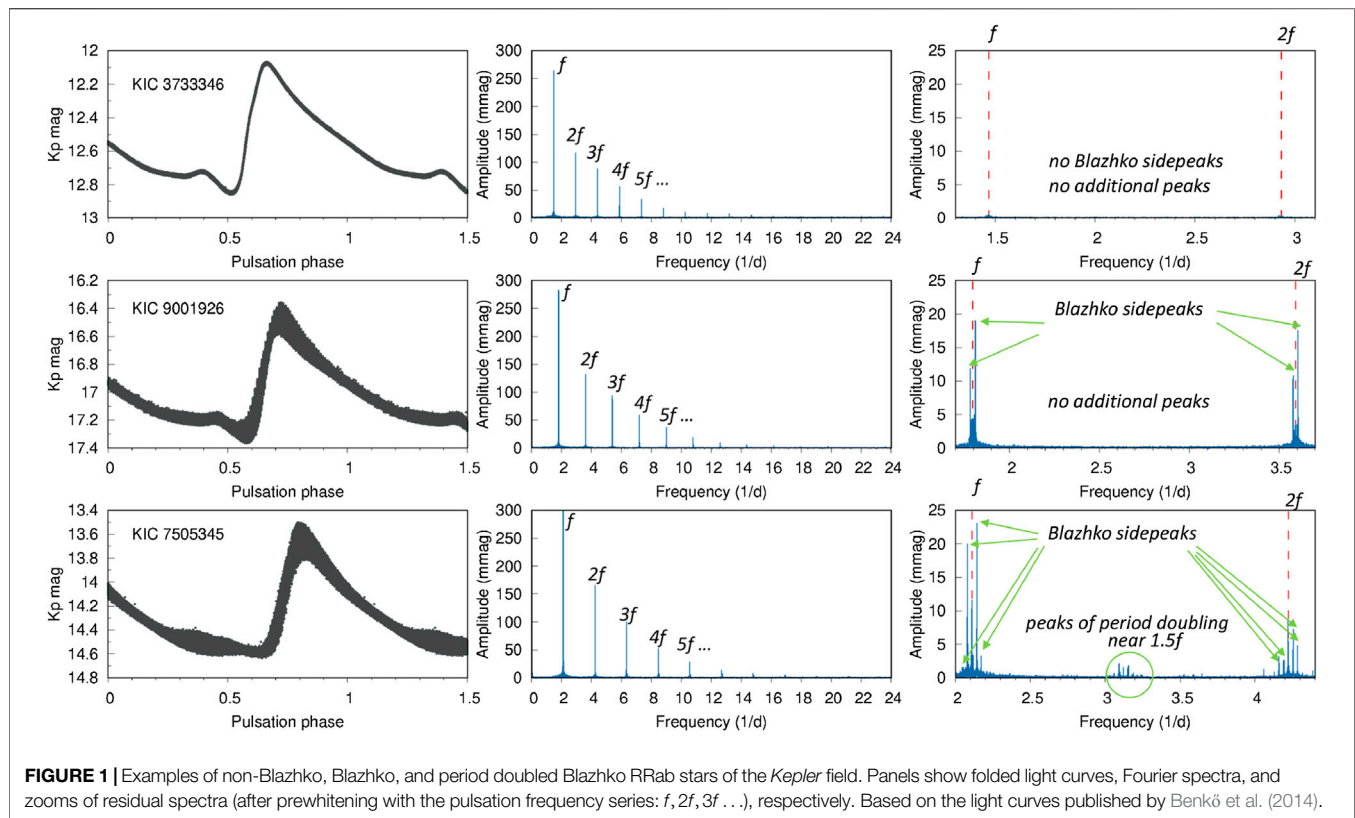 KIC 3733346
Kp mag
12
12.2
12.4
12.6
12.8
13
0 0.5 1 1.5
Pulsation phase
Amplitude (mmag)
300
250
200
150
100
50
0
f
2f
3f
4f
5f ...
0 2 4 6 8 10 12 14 16 18 20 22 24
Frequency (1/d)
f 2f
Amplitude (mmag)
25
20
15
10
5
0
no Blazhko sidepeaks
no additional peaks
1.5 2 2.5 3
Frequency (1/d)
KIC 9001926
Kp mag
16.2
16.4
16.6
16.8
17
17.2
17.4
0 0.5 1.0 1.5
Pulsation phase
Amplitude (mmag)
300
250
200
150
100
50
0
f
2f
3f
4f
5f ...
0 2 4 6 8 10 12 14 16 18 20 22 24
Frequency (1/d)
f 2f
Amplitude (mmag)
25
20
15
10
5
0
Blazhko sidepeaks
no additional peaks
2 2.5 3 3.5
Frequency (1/d)
KIC 7505345
Kp mag
13.4
13.6
13.8
14
14.2
14.4
14.6
14.8
0 0.5 1 1.5
Pulsation phase
Amplitude (mmag)
300
250
200
150
100
50
0
f
2f
3f
4f
5f ...
0 2 4 6 8 10 12 14 16 18 20 22 24
Frequency (1/d)
f 2f
Amplitude (mmag)
25
20
15
10
5
0
Blazhko sidepeaks
peaks of period doubling
near 1.5f
2 2.5 3 3.5 4
Frequency (1/d)
FIGURE 1 | Examples of non-Blazhko, Blazhko, and period doubled Blazhko RRab stars of the Kepler field. Panels show folded light curves, Fourier spectra, and
zooms of residual spectra (after prewhitening with the pulsation frequency series: f, 2f, 3f . . .), respectively. Based on the light curves published by Benkő et al. (2014).